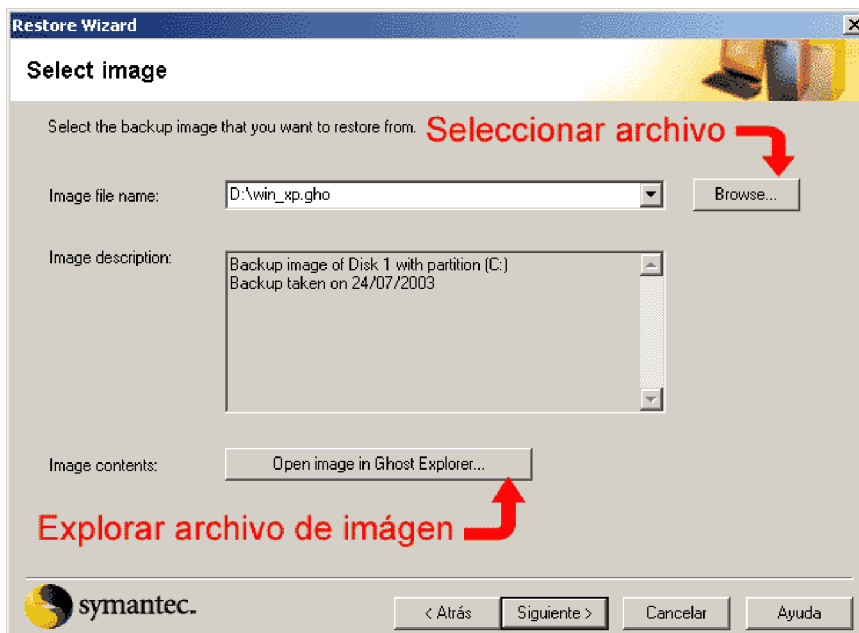 Restore Wizard
Select image
Select the backup image that you want to restore from.
Seleccionar archivo
Image file name:
D:\win_xp.gho
Browse...
Image description:
Backup image of Disk 1 with partition (C:)
Backup taken on 24/07/2003
Image contents:
Open image in Ghost Explorer...
Explorar archivo de imágen
symantec.
< Atrás
Siguiente >
Cancelar
Ayuda